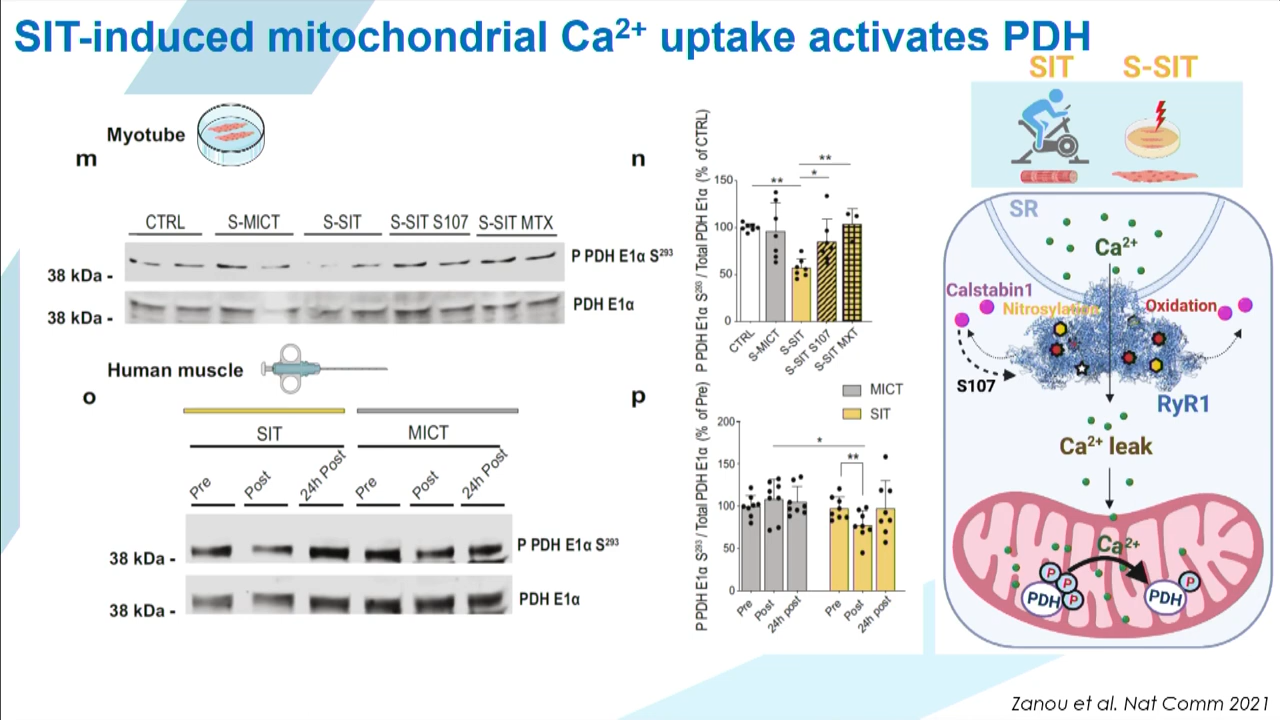 SIT-induced mitochondrial Ca²⁺ uptake activates PDH
Myotube
m
CTRL S-MICT S-SIT S-SIT S107 S-SIT MTX
P PDH E1α S²⁹³
38 kDa -
PDH E1α
38 kDa -
Human muscle
o
SIT MICT
Pre Post 24h Post Pre Post 24h Post
P PDH E1α S²⁹³
38 kDa -
PDH E1α
38 kDa -
n
P PDH E1α S²⁹³ / Total PDH E1α (% of CTRL)
150
100
50
0
** * **
CTRL S-MICT S-SIT S-SIT S107 S-SIT MXT
p
MICT
SIT
P PDH E1α S²⁹³ / Total PDH E1α (% of Pre)
200
150
100
50
0
* **
Pre Post 24h post Pre Post 24h post
SIT S-SIT
SR
Ca²⁺
Calstabin1
Nitrosylation Oxidation
S107
RyR1
Ca²⁺ leak
Ca²⁺
P P P P
PDH PDH
Zanou et al. Nat Comm 2021